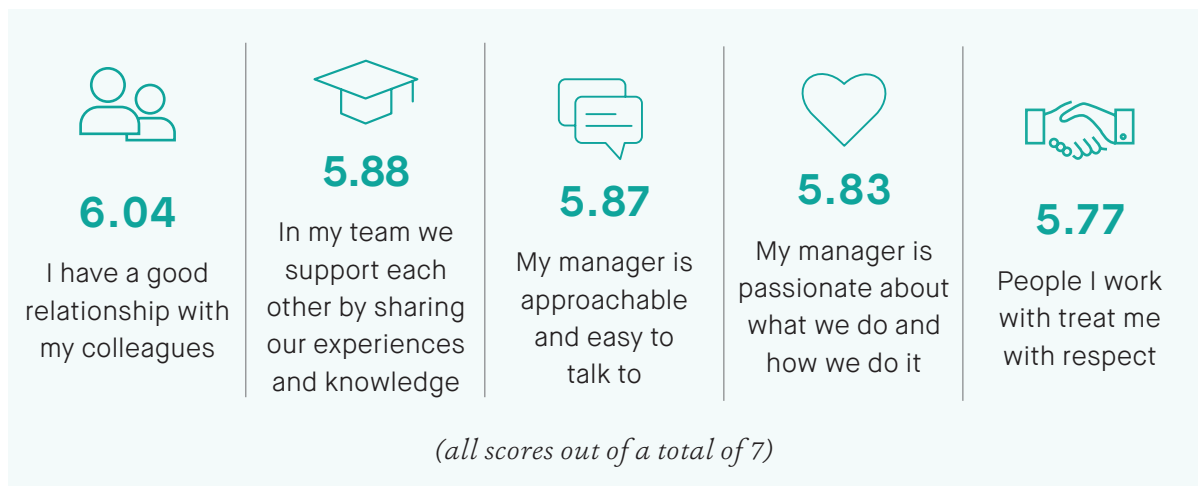 6.04
I have a good
relationship with
my colleagues
5.88
In my team we
support each
other by sharing
our experiences
and knowledge
5.87
My manager is
approachable
and easy to
talk to
5.83
My manager is
passionate about
what we do and
how we do it
5.77
People I work
with treat me
with respect
(all scores out of a total of 7)